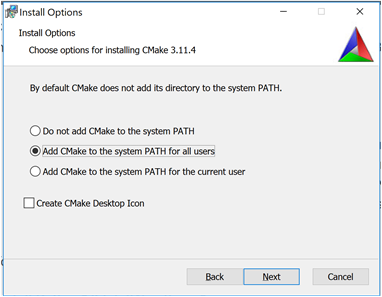 Install Options
Install Options
Choose options for installing CMake 3.11.4
By default CMake does not add its directory to the system PATH.
Do not add CMake to the system PATH
Add CMake to the system PATH for all users
Add CMake to the system PATH for the current user
Create CMake Desktop Icon
Back
Next
Cancel